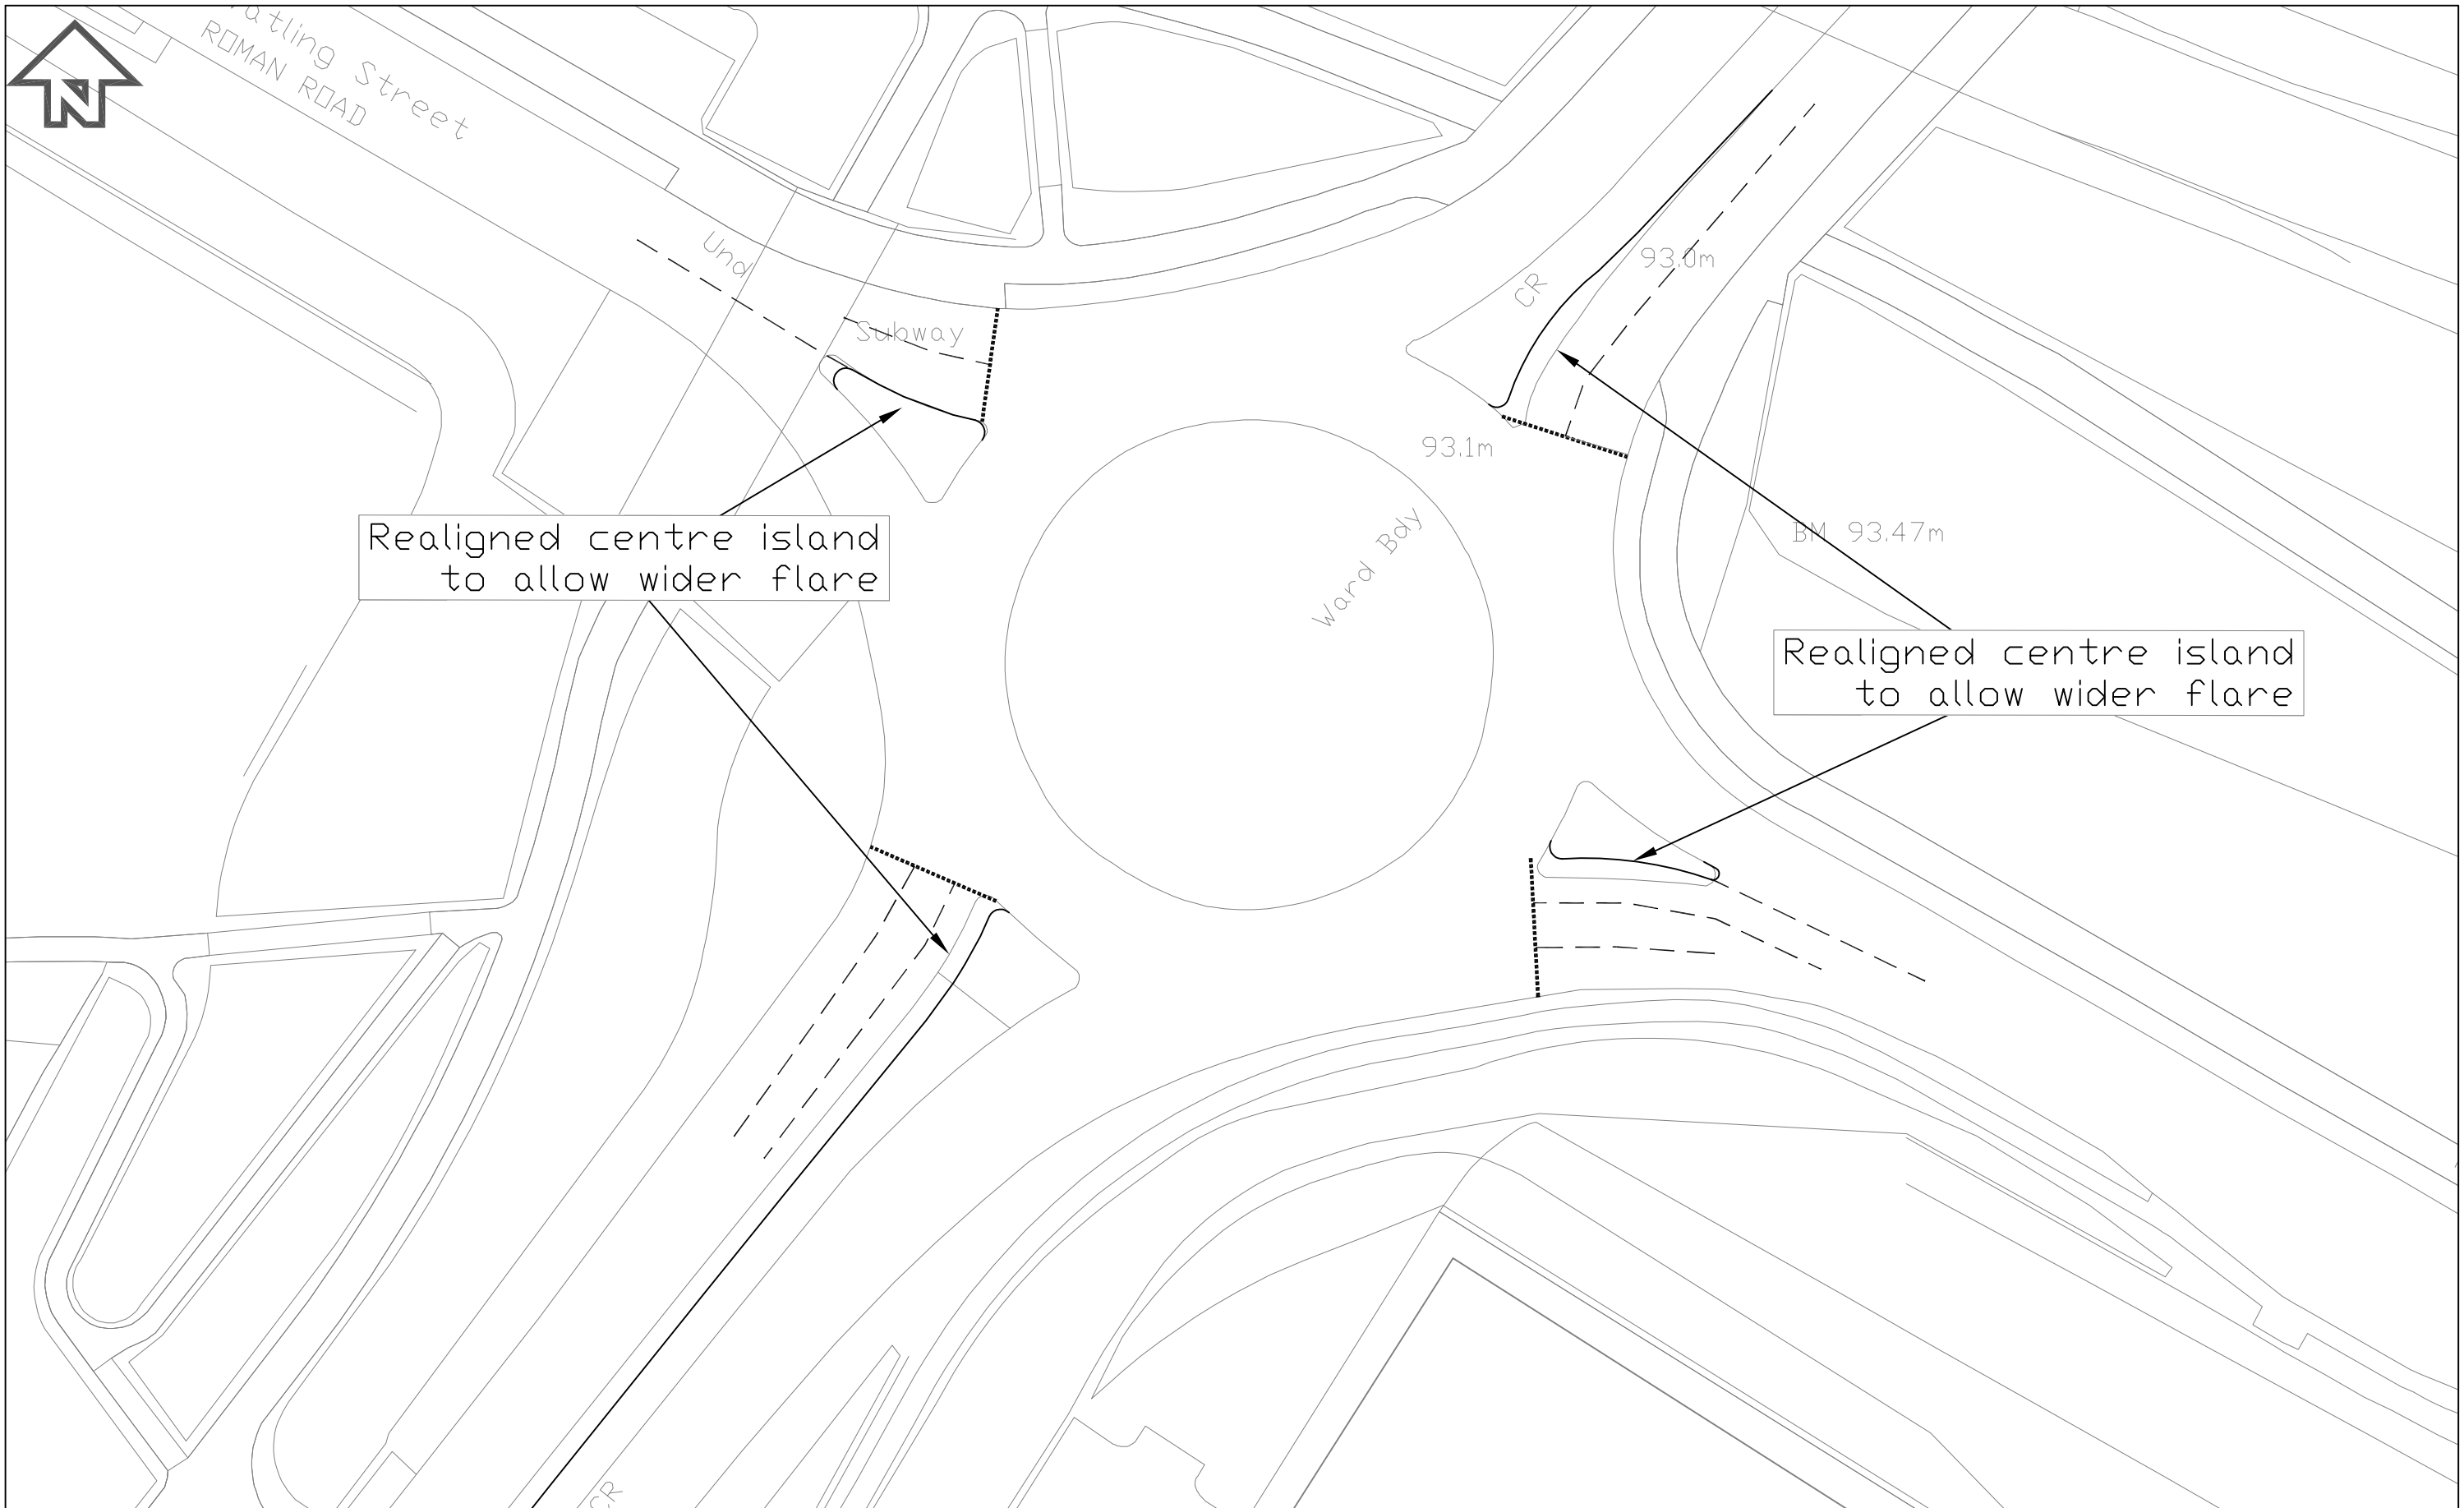 atling Street
ROMAN ROAD
N
Und
Subway
CR
93.0m
93.1m
Ward Bdy
BM 93.47m
Realigned centre island
to allow wider flare
Realigned centre island
to allow wider flare
CR